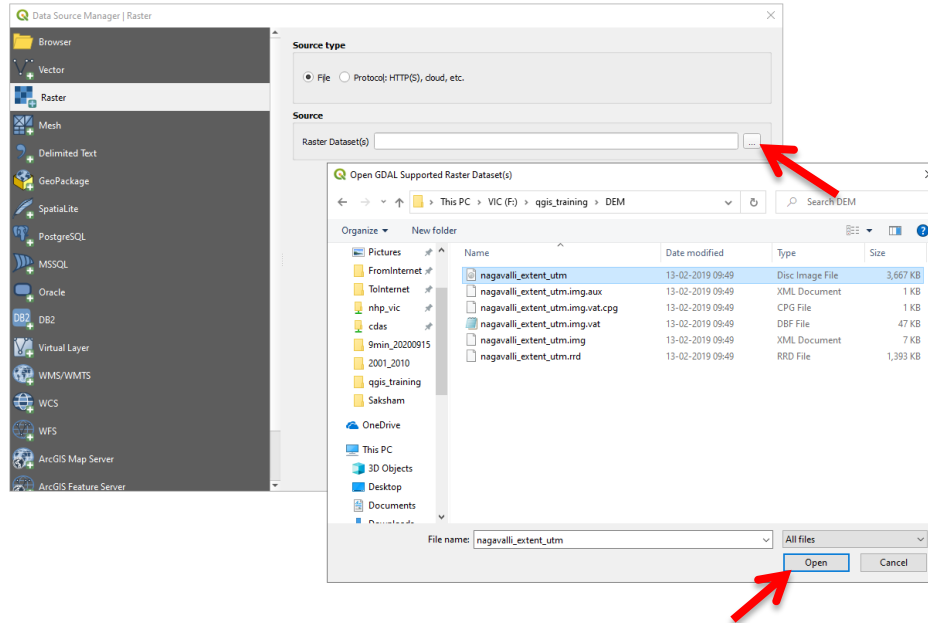 Data Source Manager | Raster
Browser
Vector
Raster
Mesh
Delimited Text
GeoPackage
SpatiaLite
PostgreSQL
MSSQL
Oracle
DB2 DB2
Virtual Layer
WMS/WMTS
WCS
WFS
ArcGIS Map Server
ArcGIS Feature Server
Source type
File Protocol: HTTP(S), cloud, etc.
Source
Raster Dataset(s) ...
Open GDAL Supported Raster Dataset(s)
This PC > VIC (F:) > qgis_training > DEM Search DEM
Organize New folder
Pictures
FromInternet
ToInternet
nhp_vic
cdas
9min_20200915
2001_2010
qgis_training
Saksham
OneDrive
This PC
3D Objects
Desktop
Documents
Downloads
Name Date modified Type Size
nagavalli_extent_utm 13-02-2019 09:49 Disc Image File 3,667 KB
nagavalli_extent_utm.img.aux 13-02-2019 09:49 XML Document 1 KB
nagavalli_extent_utm.img.vat.cpg 13-02-2019 09:49 CPG File 1 KB
nagavalli_extent_utm.img.vat 13-02-2019 09:49 DBF File 47 KB
nagavalli_extent_utm.img 13-02-2019 09:49 XML Document 7 KB
nagavalli_extent_utm.rrd 13-02-2019 09:49 RRD File 1,393 KB
File name: nagavalli_extent_utm All files
Open Cancel